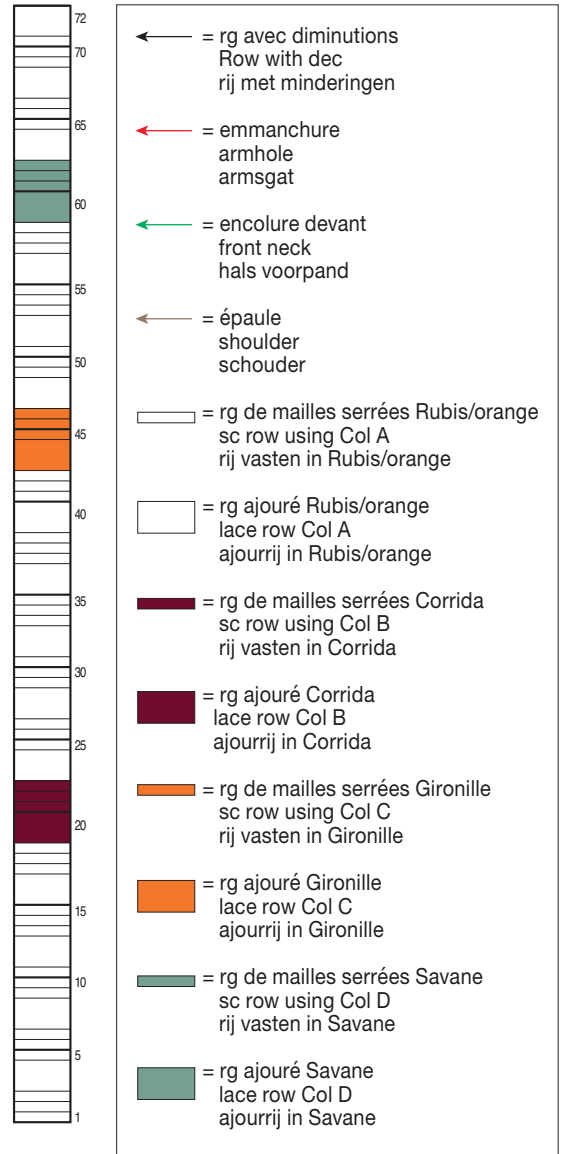 72
70
65
60
55
50
45
40
35
30
25
20
15
10
5
1
= rg avec diminutions
Row with dec
rij met minderingen
= emmanchure
armhole
armsgat
= encolure devant
front neck
hals voorpand
= épaule
shoulder
schouder
= rg de mailles serrées Rubis/orange
sc row using Col A
rij vasten in Rubis/orange
= rg ajouré Rubis/orange
lace row Col A
ajourrij in Rubis/orange
= rg de mailles serrées Corrida
sc row using Col B
rij vasten in Corrida
= rg ajouré Corrida
lace row Col B
ajourrij in Corrida
= rg de mailles serrées Gironille
sc row using Col C
rij vasten in Gironille
= rg ajouré Gironille
lace row Col C
ajourrij in Gironille
= rg de mailles serrées Savane
sc row using Col D
rij vasten in Savane
= rg ajouré Savane
lace row Col D
ajourrij in Savane